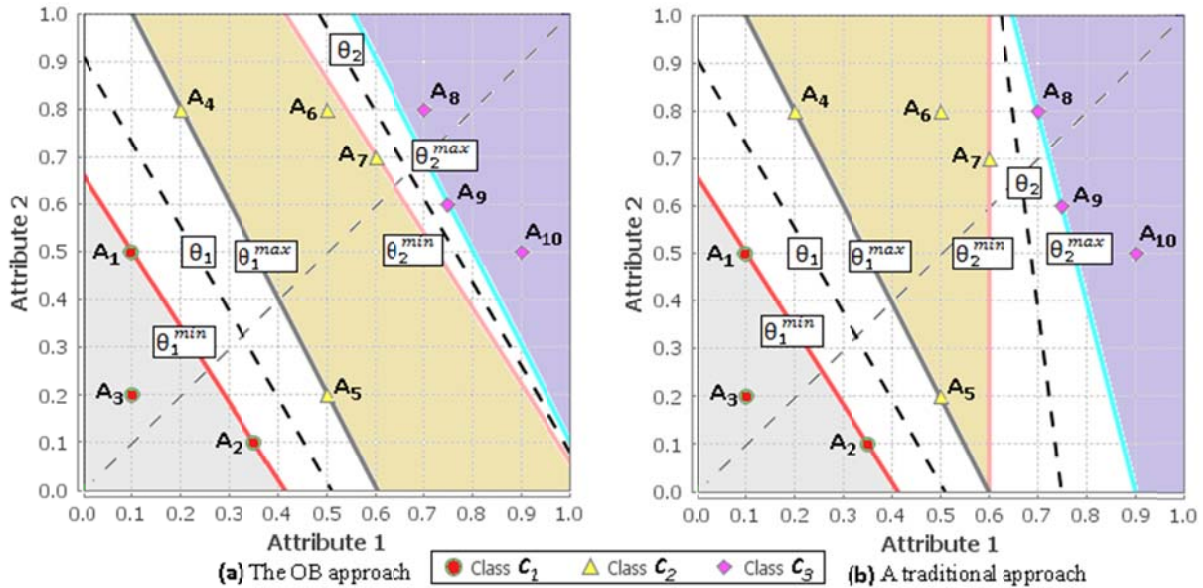 1.0
0.9
0.8
0.7
0.6
0.5
0.4
0.3
0.2
0.1
0.0
Attribute 2
A4
A6
θ2
A8
A7
θ2max
A9
θ1
θ1max
θ2min
A10
A1
θ1min
A3
A5
A2
0.0 0.1 0.2 0.3 0.4 0.5 0.6 0.7 0.8 0.9 1.0
Attribute 1
(a) The OB approach
1.0
0.9
0.8
0.7
0.6
0.5
0.4
0.3
0.2
0.1
0.0
A4
A6
A8
A7
θ2
A9
θ1
θ1max
θ2min
θ2max
A10
A1
θ1min
A3
A5
A2
0.0 0.1 0.2 0.3 0.4 0.5 0.6 0.7 0.8 0.9 1.0
Attribute 1
(b) A traditional approach
Class C1 Class C2 Class C3